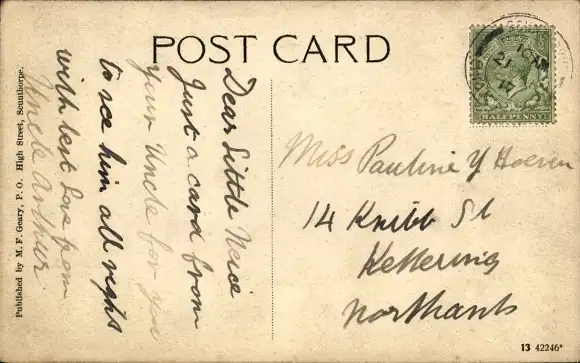 POST CARD
Dear Little Neice
Just a card from
your Uncle for you
to see him all right
with best love from
Uncle Arthur
Miss Pauline Y
14 Knibb St
Kettering
Northants
HALFPENNY
Published by M. F. Geary, P. O. High Street, Scunthorpe.
13 42246*